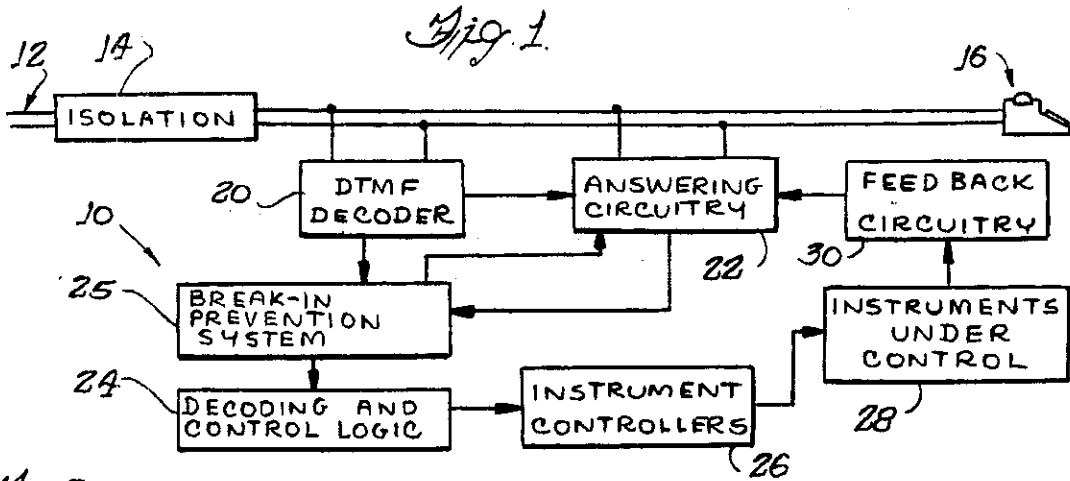 Fig. 1.
12
14
16
ISOLATION
20
DTMF
DECODER
ANSWERING
CIRCUITRY
FEED BACK
CIRCUITRY
10
22
30
25
BREAK-IN
PREVENTION
SYSTEM
INSTRUMENTS
UNDER
CONTROL
24
DECODING AND
CONTROL LOGIC
INSTRUMENT
CONTROLLERS
28
26